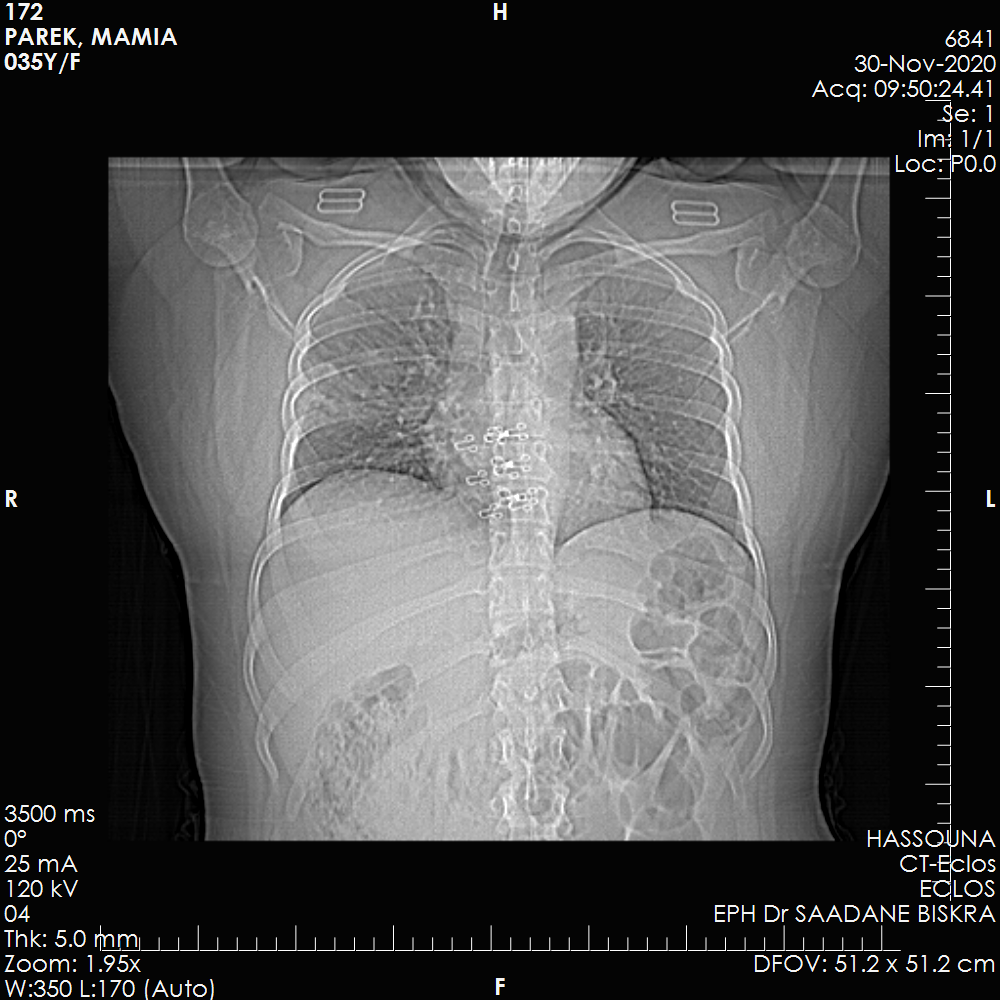 172
PAREK, MAMIA
035Y/F
H
6841
30-Nov-2020
Acq: 09:50:24.41
Se: 1
Im: 1/1
Loc: P0.0
R
L
3500 ms
0°
25 mA
120 kV
04
Thk: 5.0 mm
Zoom: 1.95x
W:350 L:170 (Auto)
F
HASSOUNA
CT-Eclos
ECLOS
EPH Dr SAADANE BISKRA
DFOV: 51.2 x 51.2 cm